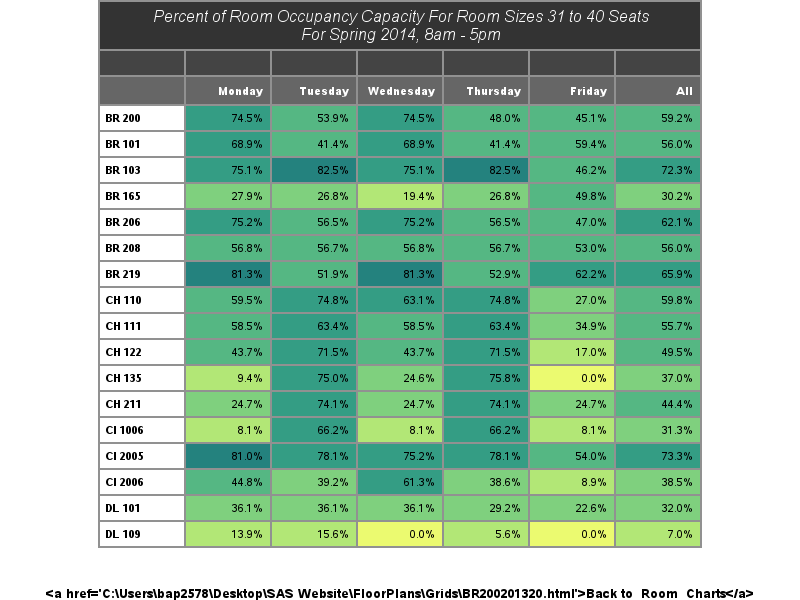 Percent of Room Occupancy Capacity For Room Sizes 31 to 40 Seats
For Spring 2014, 8am - 5pm
Monday Tuesday Wednesday Thursday Friday All
BR 200 74.5% 53.9% 74.5% 48.0% 45.1% 59.2%
BR 101 68.9% 41.4% 68.9% 41.4% 59.4% 56.0%
BR 103 75.1% 82.5% 75.1% 82.5% 46.2% 72.3%
BR 165 27.9% 26.8% 19.4% 26.8% 49.8% 30.2%
BR 206 75.2% 56.5% 75.2% 56.5% 47.0% 62.1%
BR 208 56.8% 56.7% 56.8% 56.7% 53.0% 56.0%
BR 219 81.3% 51.9% 81.3% 52.9% 62.2% 65.9%
CH 110 59.5% 74.8% 63.1% 74.8% 27.0% 59.8%
CH 111 58.5% 63.4% 58.5% 63.4% 34.9% 55.7%
CH 122 43.7% 71.5% 43.7% 71.5% 17.0% 49.5%
CH 135 9.4% 75.0% 24.6% 75.8% 0.0% 37.0%
CH 211 24.7% 74.1% 24.7% 74.1% 24.7% 44.4%
CI 1006 8.1% 66.2% 8.1% 66.2% 8.1% 31.3%
CI 2005 81.0% 78.1% 75.2% 78.1% 54.0% 73.3%
CI 2006 44.8% 39.2% 61.3% 38.6% 8.9% 38.5%
DL 101 36.1% 36.1% 36.1% 29.2% 22.6% 32.0%
DL 109 13.9% 15.6% 0.0% 5.6% 0.0% 7.0%
<a href='C:\Users\bap2578\Desktop\SAS Website\FloorPlans\Grids\BR200201320.html'>Back to Room Charts</a>